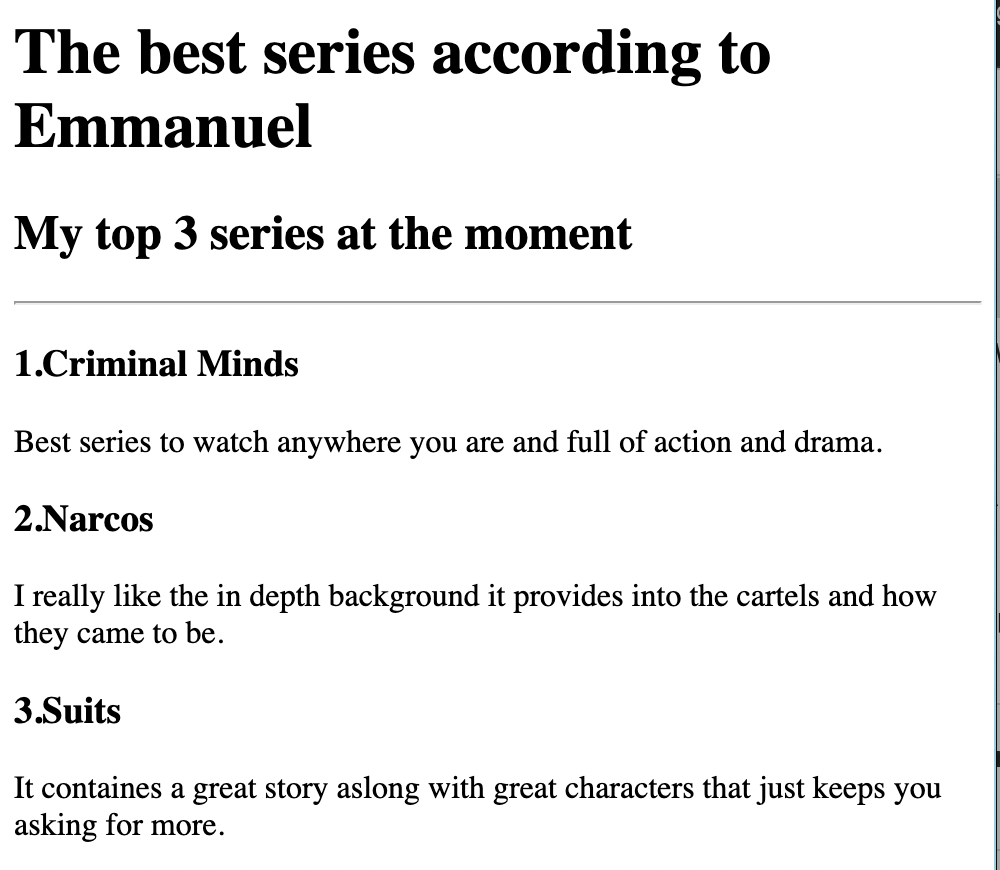 The best series according to
Emmanuel
My top 3 series at the moment
1.Criminal Minds
Best series to watch anywhere you are and full of action and drama.
2.Narcos
I really like the in depth background it provides into the cartels and how
they came to be.
3.Suits
It containes a great story aslong with great characters that just keeps you
asking for more.